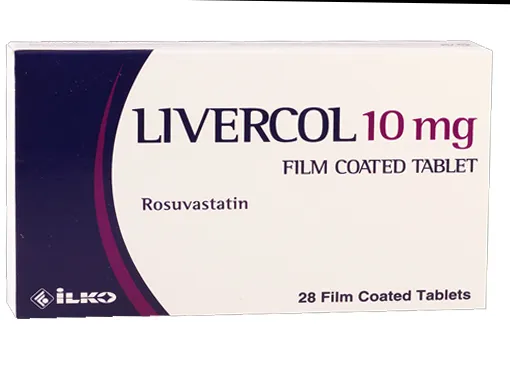 LIVERCOL 10 mg
FILM COATED TABLET
Rosuvastatin
İLKO
28 Film Coated Tablets